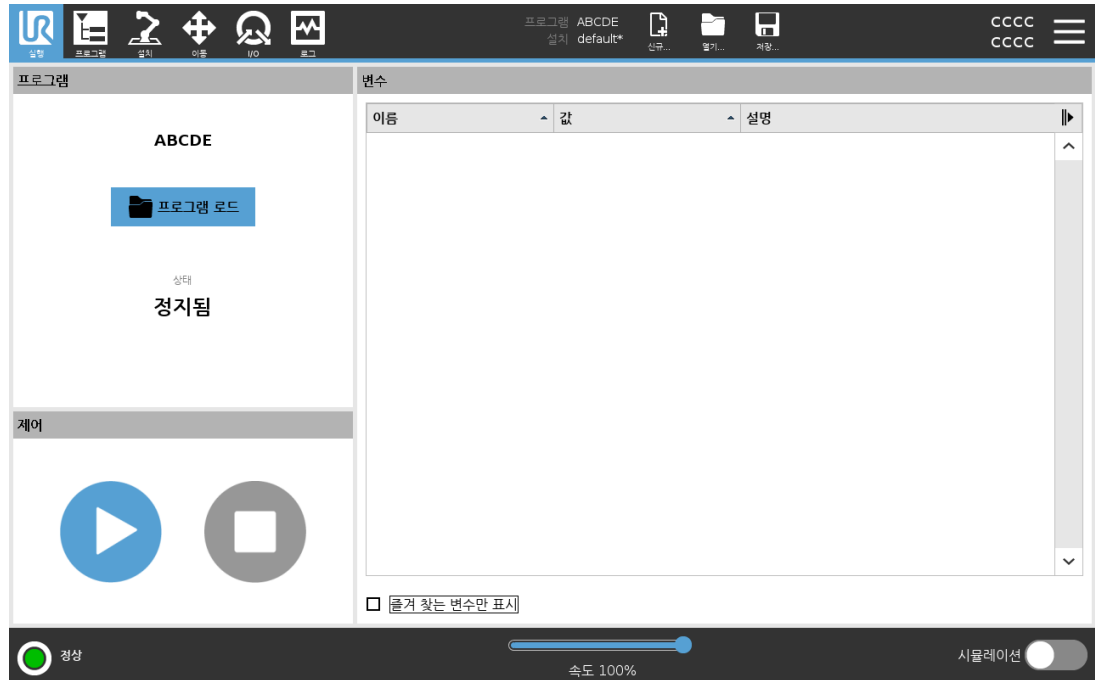 UR
실행
프로그램
설치
이동
I/O
로그
프로그램 ABCDE
설치 default*
신규...
열기...
저장...
CCCC
CCCC
프로그램
ABCDE
프로그램 로드
상태
정지됨
제어
변수
이름
값
설명
즐겨 찾는 변수만 표시
정상
속도 100%
시뮬레이션